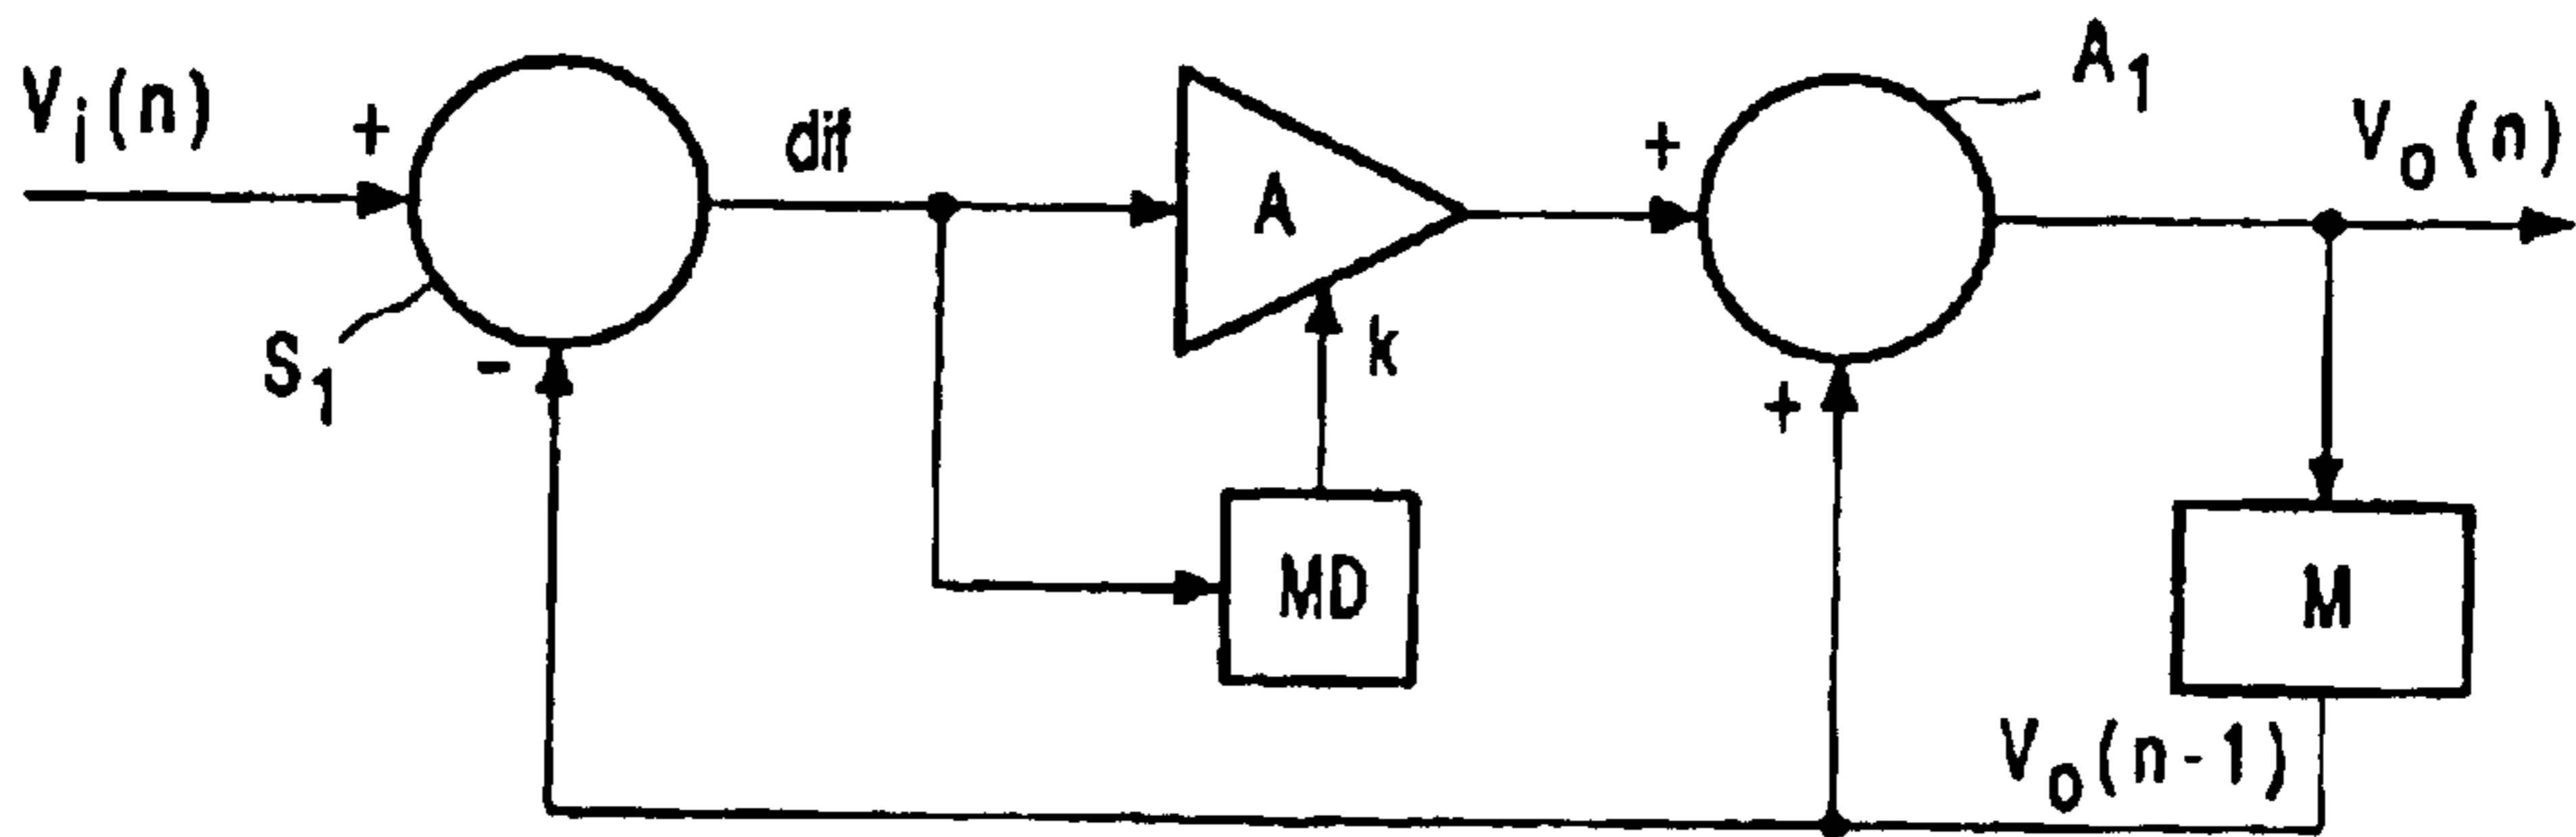 Vi(n)
+
S1
-
dif
A
k
MD
+
A1
+
Vo(n)
M
Vo(n-1)